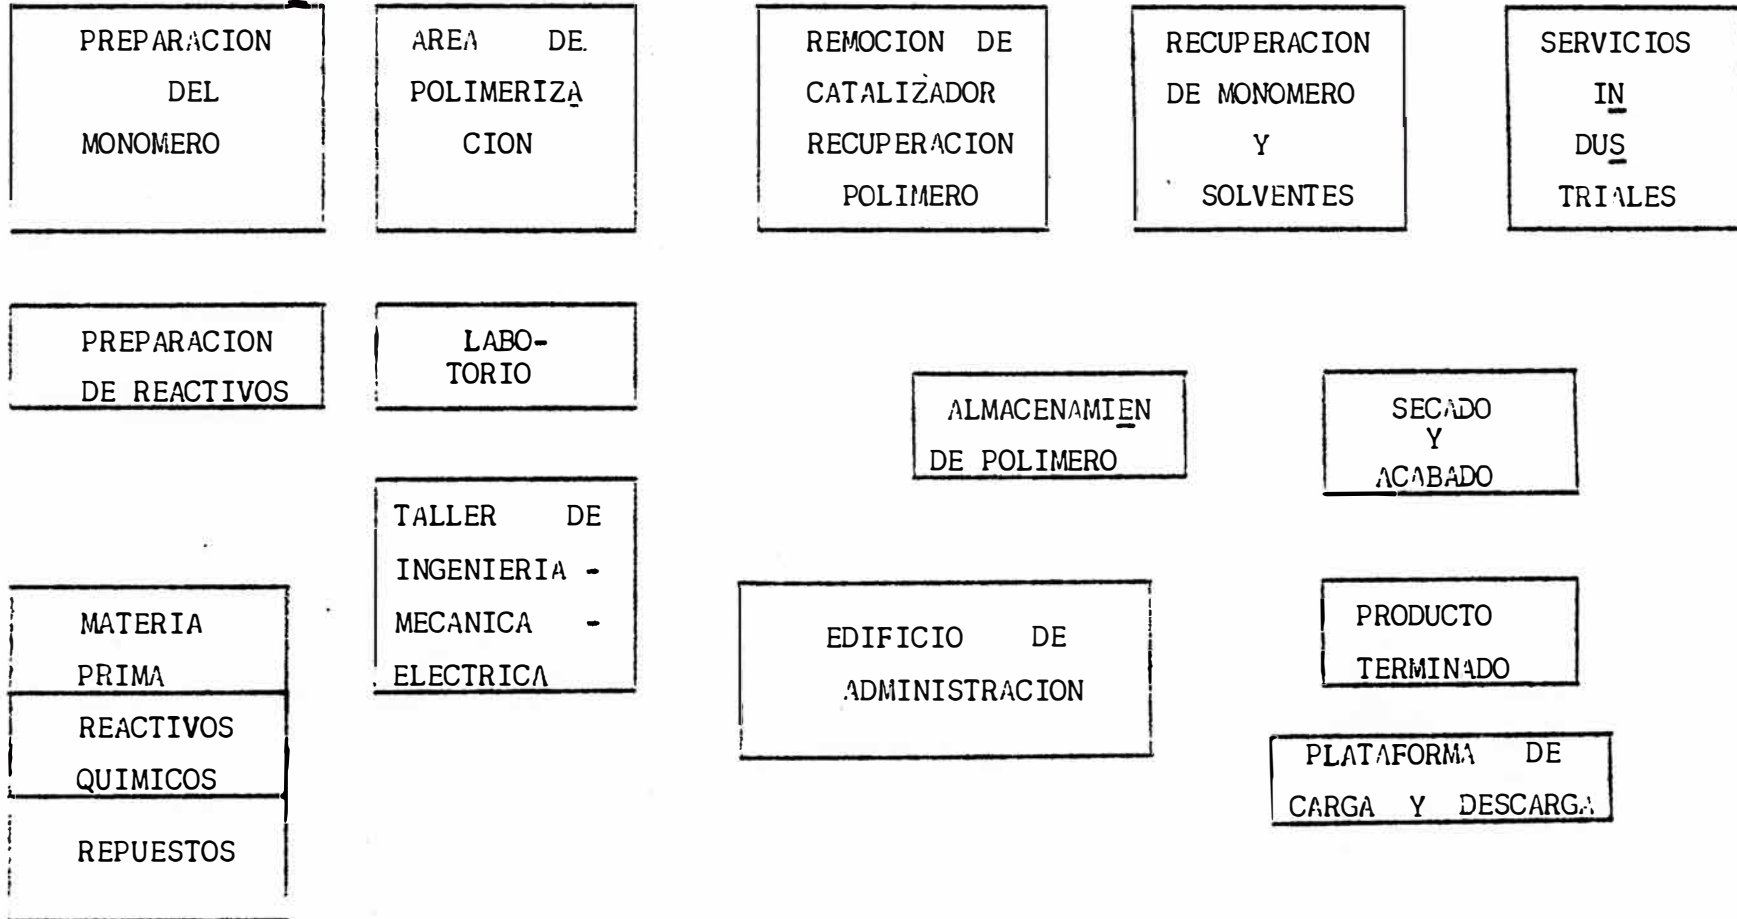 PREPARACION
DEL
MONOMERO
AREA DE
POLIMERIZA
CION
REMOCION DE
CATALIZADOR
RECUPERACION
POLIMERO
RECUPERACION
DE MONOMERO
Y
SOLVENTES
SERVICIOS
IN
DUS
TRIALES
PREPARACION
DE REACTIVOS
LABO-
TORIO
ALMACENAMIEN
DE POLIMERO
SECADO
Y
ACABADO
TALLER DE
INGENIERIA -
MECANICA -
ELECTRICA
MATERIA
PRIMA
REACTIVOS
QUIMICOS
REPUESTOS
EDIFICIO DE
ADMINISTRACION
PRODUCTO
TERMINADO
PLATAFORMA DE
CARGA Y DESCARGA